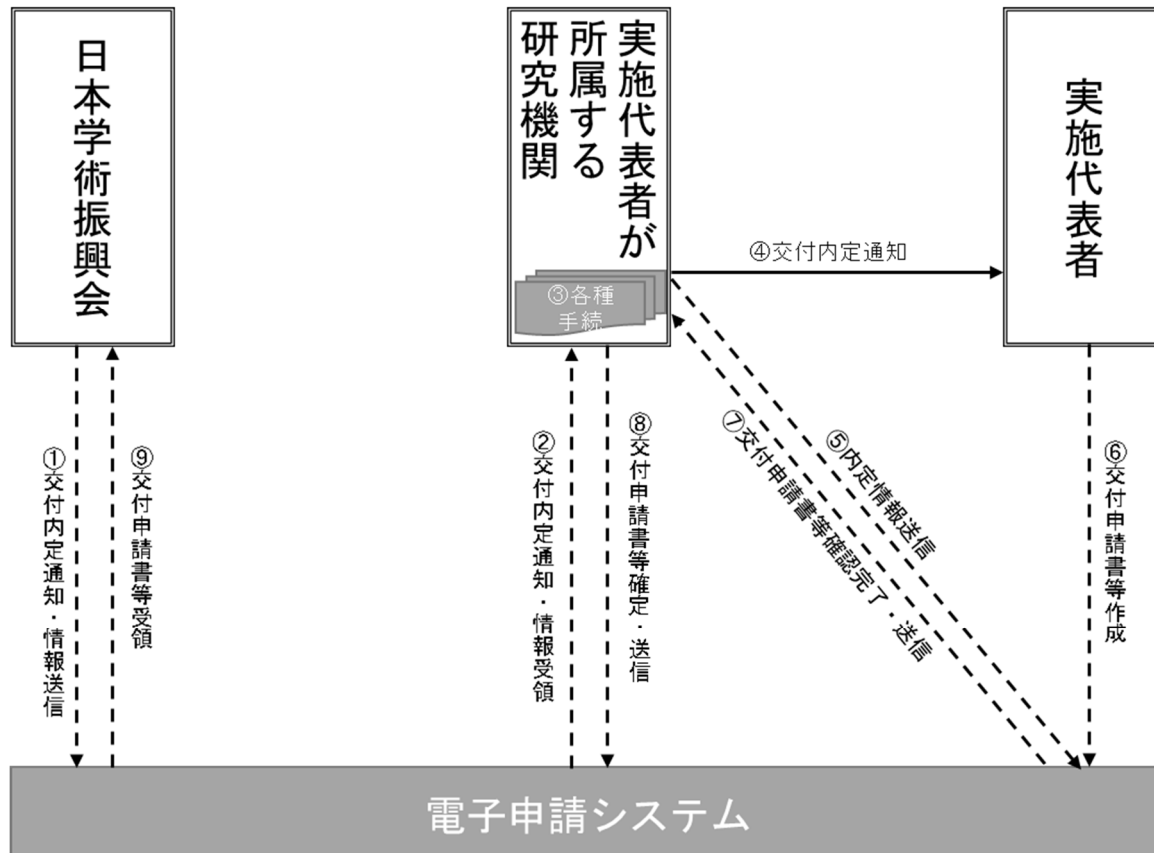 日本学術振興会
実施代表者が
所属する
研究機関
③各種
手続
実施代表者
④交付内定通知
①交付内定通知・情報送信
⑨交付申請書等受領
②交付内定通知・情報受領
⑧交付申請書等確定・送信
⑤内定情報送信
⑦交付申請書等確認完了・送信
⑥交付申請書等作成
電子申請システム